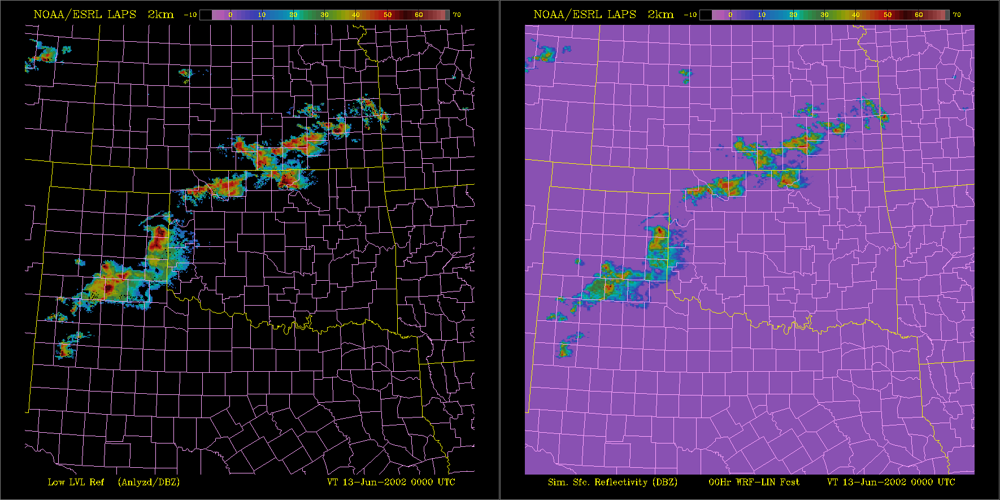 NOAA/ESRL LAPS 2km -10 0 10 20 30 40 50 60 70
Low LVL Ref (Anlyzd/DBZ) VT 13-Jun-2002 0000 UTC
NOAA/ESRL LAPS 2km -10 0 10 20 30 40 50 60 70
Sim. Sfc. Reflectivity (DBZ) 00Hr WRF-LIN Fcst VT 13-Jun-2002 0000 UTC